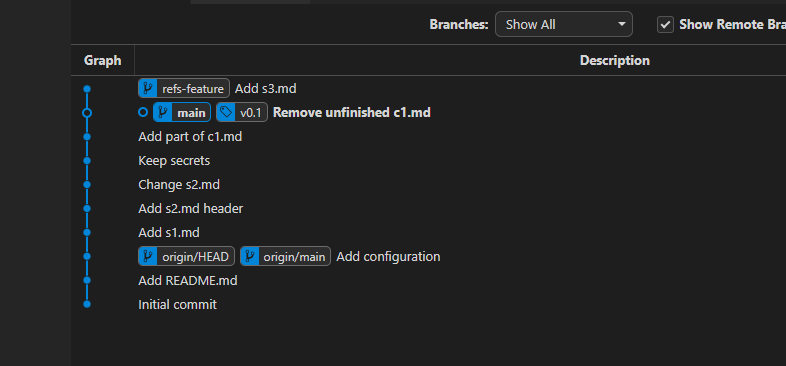 Branches: Show All Show Remote Bra
Graph Description
refs-feature Add s3.md
main v0.1 Remove unfinished c1.md
Add part of c1.md
Keep secrets
Change s2.md
Add s2.md header
Add s1.md
origin/HEAD origin/main Add configuration
Add README.md
Initial commit